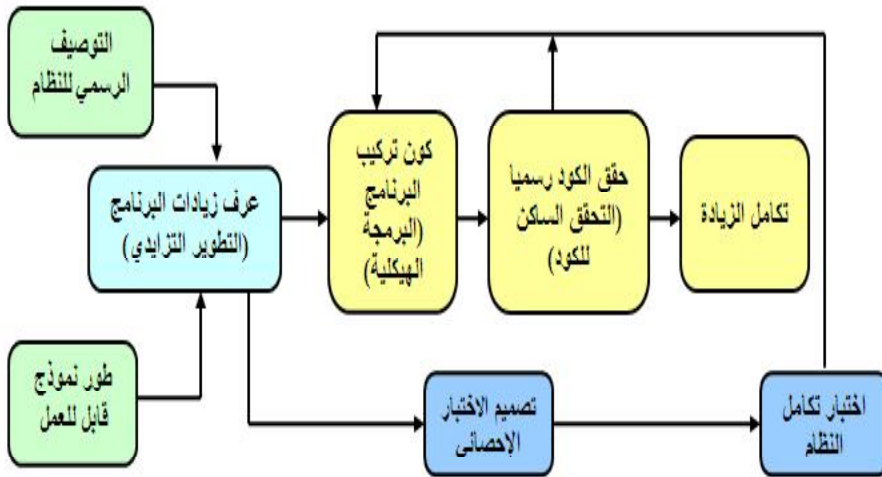 التوصيف
الرسمي للنظام
عرف زيادات البرنامج
(التطوير التزايدي)
طور نموذج
قابل للعمل
كون تركيب
البرنامج
(البرمجة
الهيكلية)
حقق الكود رسميا
(التحقق الساكن
للكود)
تكامل الزيادة
تصميم الاختبار
الإحصائى
اختبار تكامل
النظام